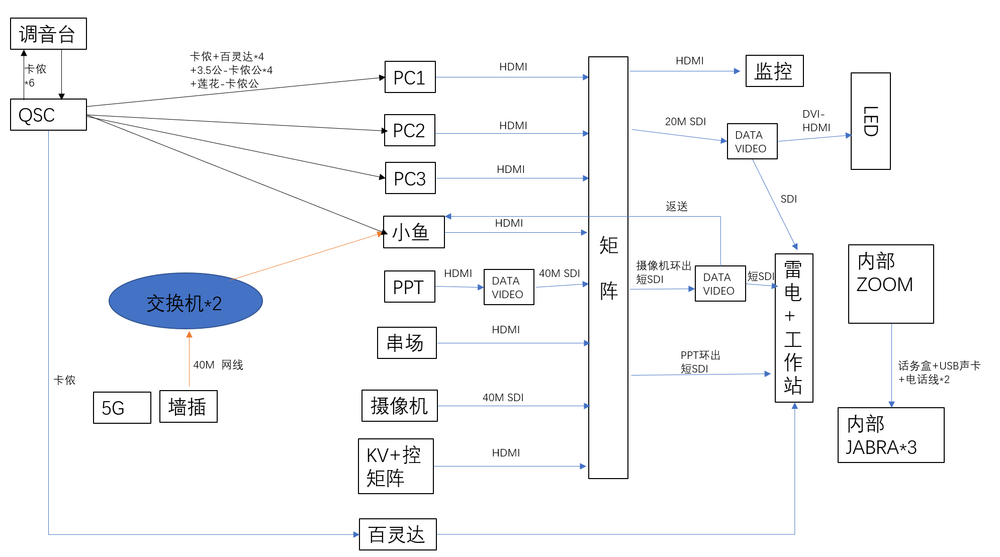 调音台
卡侬
*6
QSC
卡侬+百灵达*4
+3.5公-卡侬公*4
+莲花-卡侬公
PC1
HDMI
PC2
HDMI
PC3
HDMI
小鱼
HDMI
返送
交换机*2
40M 网线
5G
墙插
卡侬
PPT
HDMI
DATA
VIDEO
40M SDI
串场
HDMI
摄像机
40M SDI
KV+控
矩阵
HDMI
百灵达
矩
阵
HDMI
监控
20M SDI
DATA
VIDEO
DVI-
HDMI
LED
SDI
摄像机环出
短SDI
DATA
VIDEO
短SDI
PPT环出
短SDI
雷
电
+
工
作
站
内部
ZOOM
话务盒+USB声卡
+电话线*2
内部
JABRA*3